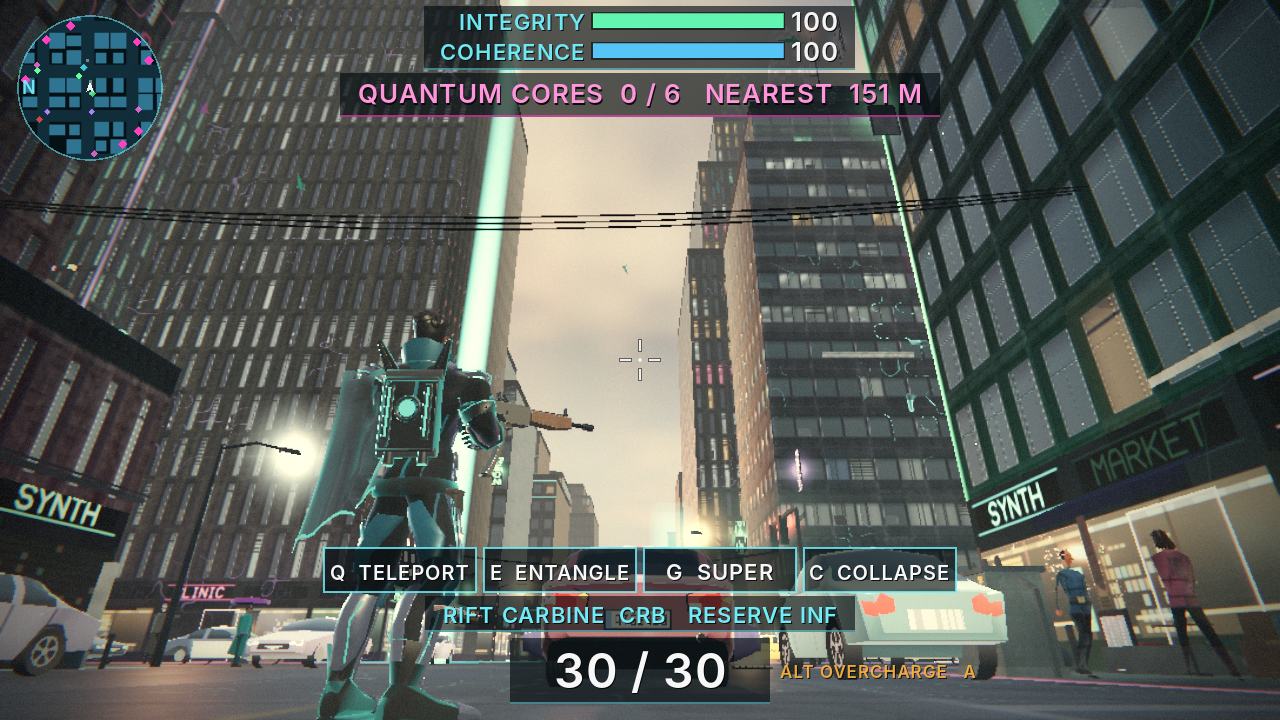 INTEGRITY 100
COHERENCE 100
QUANTUM CORES 0 / 6 NEAREST 151 M
N
MARKET
SYNTH
SYNTH
LINIC
Q TELEPORT
E ENTANGLE
G SUPER
C COLLAPSE
RIFT CARBINE CRB RESERVE INF
30 / 30
ALT OVERCHARGE A